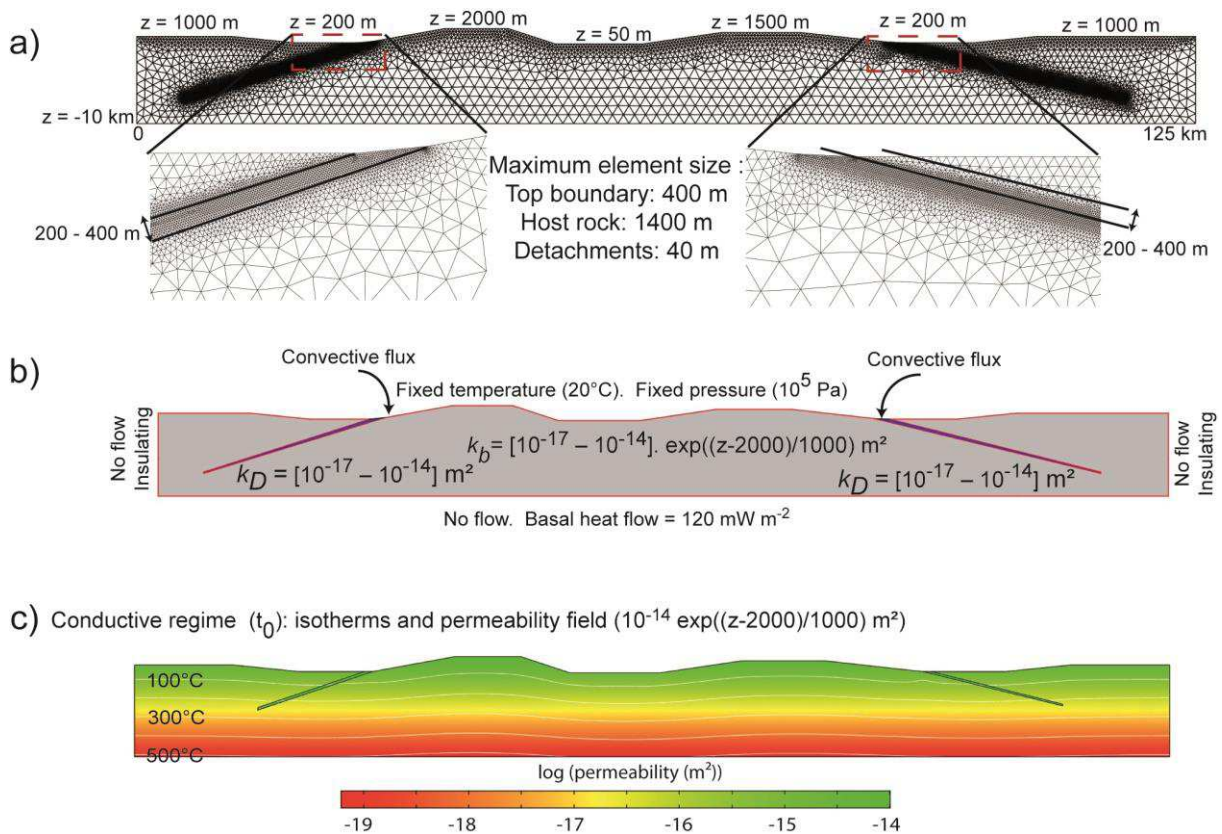 a)
z = 1000 m
z = 200 m
z = 2000 m
z = 50 m
z = 1500 m
z = 200 m
z = 1000 m
z = -10 km
0
125 km
200 - 400 m
Maximum element size :
Top boundary: 400 m
Host rock: 1400 m
Detachments: 40 m
200 - 400 m
b)
Convective flux
Convective flux
Fixed temperature (20°C). Fixed pressure (10⁵ Pa)
No flow
Insulating
k_b= [10⁻¹⁷ – 10⁻¹⁴]. exp((z-2000)/1000) m²
k_D = [10⁻¹⁷ – 10⁻¹⁴] m²
k_D = [10⁻¹⁷ – 10⁻¹⁴] m²
No flow
Insulating
No flow. Basal heat flow = 120 mW m⁻²
c) Conductive regime (t₀): isotherms and permeability field (10⁻¹⁴ exp((z-2000)/1000) m²)
100°C
300°C
500°C
log (permeability (m²))
-19 -18 -17 -16 -15 -14